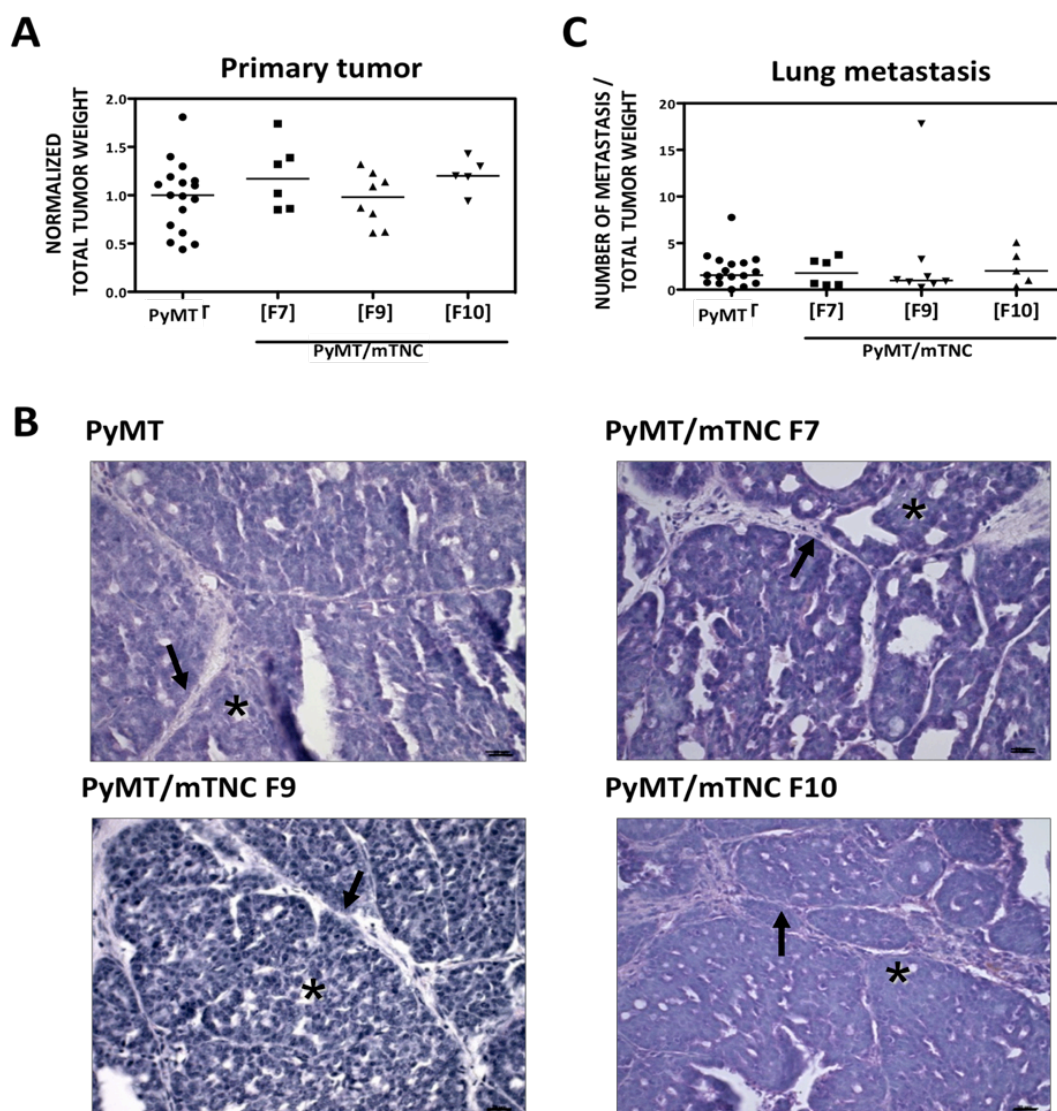 A
Primary tumor
NORMALIZED
TOTAL TUMOR WEIGHT
2.0
1.5
1.0
0.5
0.0
PyMT Γ
[F7]
[F9]
[F10]
PyMT/mTNC
C
Lung metastasis
NUMBER OF METASTASIS /
TOTAL TUMOR WEIGHT
20
15
10
5
0
PyMT Γ
[F7]
[F9]
[F10]
PyMT/mTNC
B
PyMT
*
PyMT/mTNC F7
*
PyMT/mTNC F9
*
PyMT/mTNC F10
*